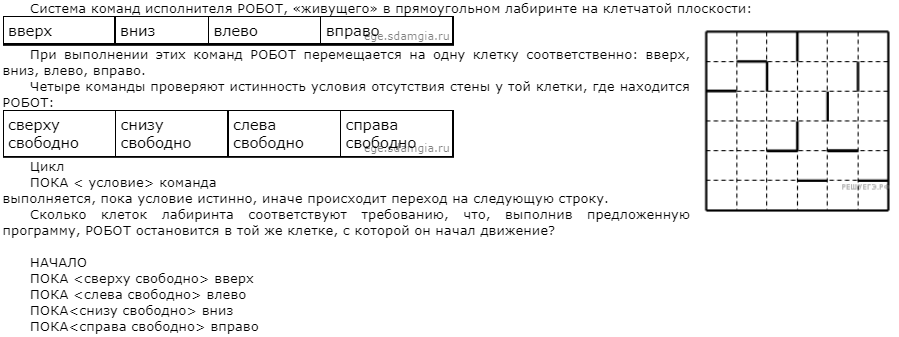 Система команд исполнителя РОБОТ, «живущего» в прямоугольном лабиринте на клетчатой плоскости:
вверх вниз влево вправо
ege.sdamgia.ru
При выполнении этих команд РОБОТ перемещается на одну клетку соответственно: вверх,
вниз, влево, вправо.
Четыре команды проверяют истинность условия отсутствия стены у той клетки, где находится
РОБОТ:
сверху снизу слева справа
свободно свободно свободно свободно
ege.sdamgia.ru
Цикл
ПОКА < условие> команда
РЕШУЕГЭ.РФ
выполняется, пока условие истинно, иначе происходит переход на следующую строку.
Сколько клеток лабиринта соответствуют требованию, что, выполнив предложенную
программу, РОБОТ остановится в той же клетке, с которой он начал движение?
НАЧАЛО
ПОКА <сверху свободно> вверх
ПОКА <слева свободно> влево
ПОКА<снизу свободно> вниз
ПОКА<справа свободно> вправо